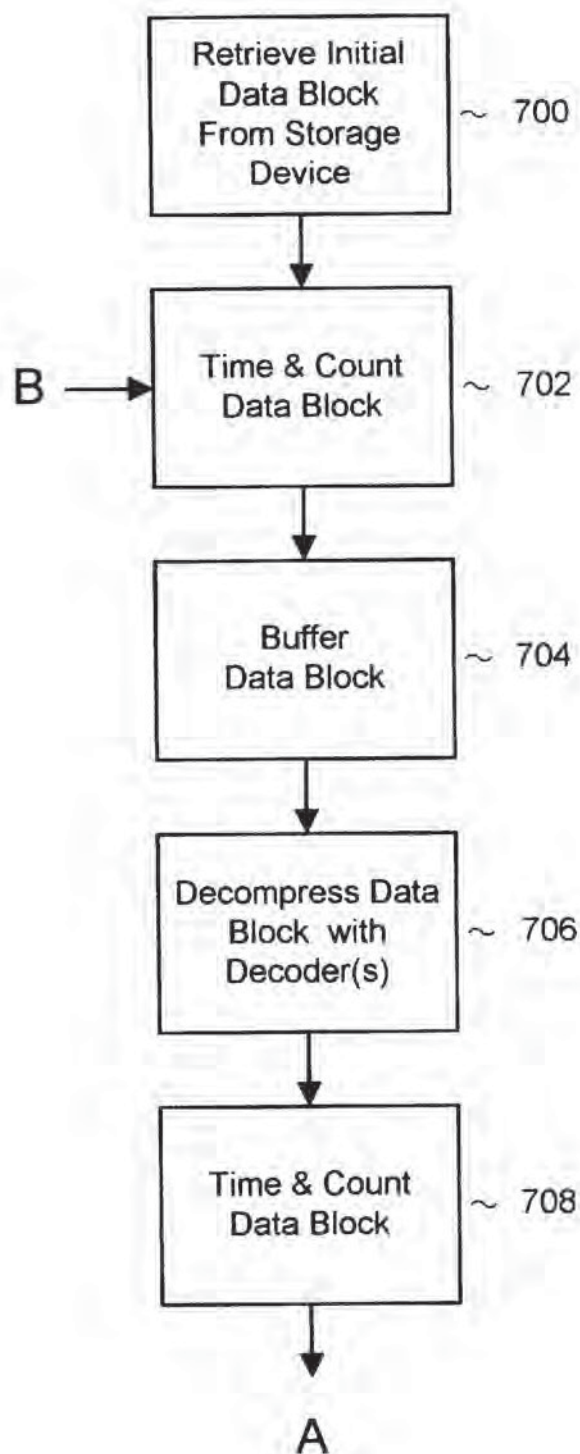 Retrieve Initial
Data Block
From Storage
Device
~ 700
B
Time & Count
Data Block
~ 702
Buffer
Data Block
~ 704
Decompress Data
Block with
Decoder(s)
~ 706
Time & Count
Data Block
~ 708
A